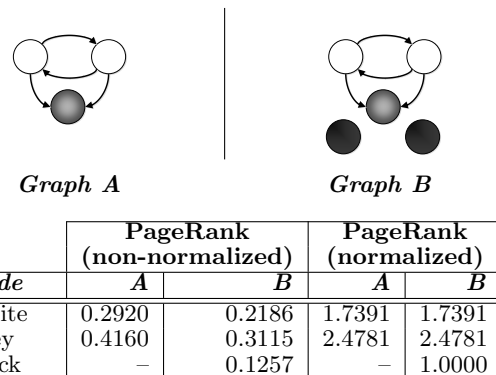 Graph A Graph B
PageRank PageRank
(non-normalized) (normalized)
de A B A B
ite 0.2920 0.2186 1.7391 1.7391
ey 0.4160 0.3115 2.4781 2.4781
ck – 0.1257 – 1.0000